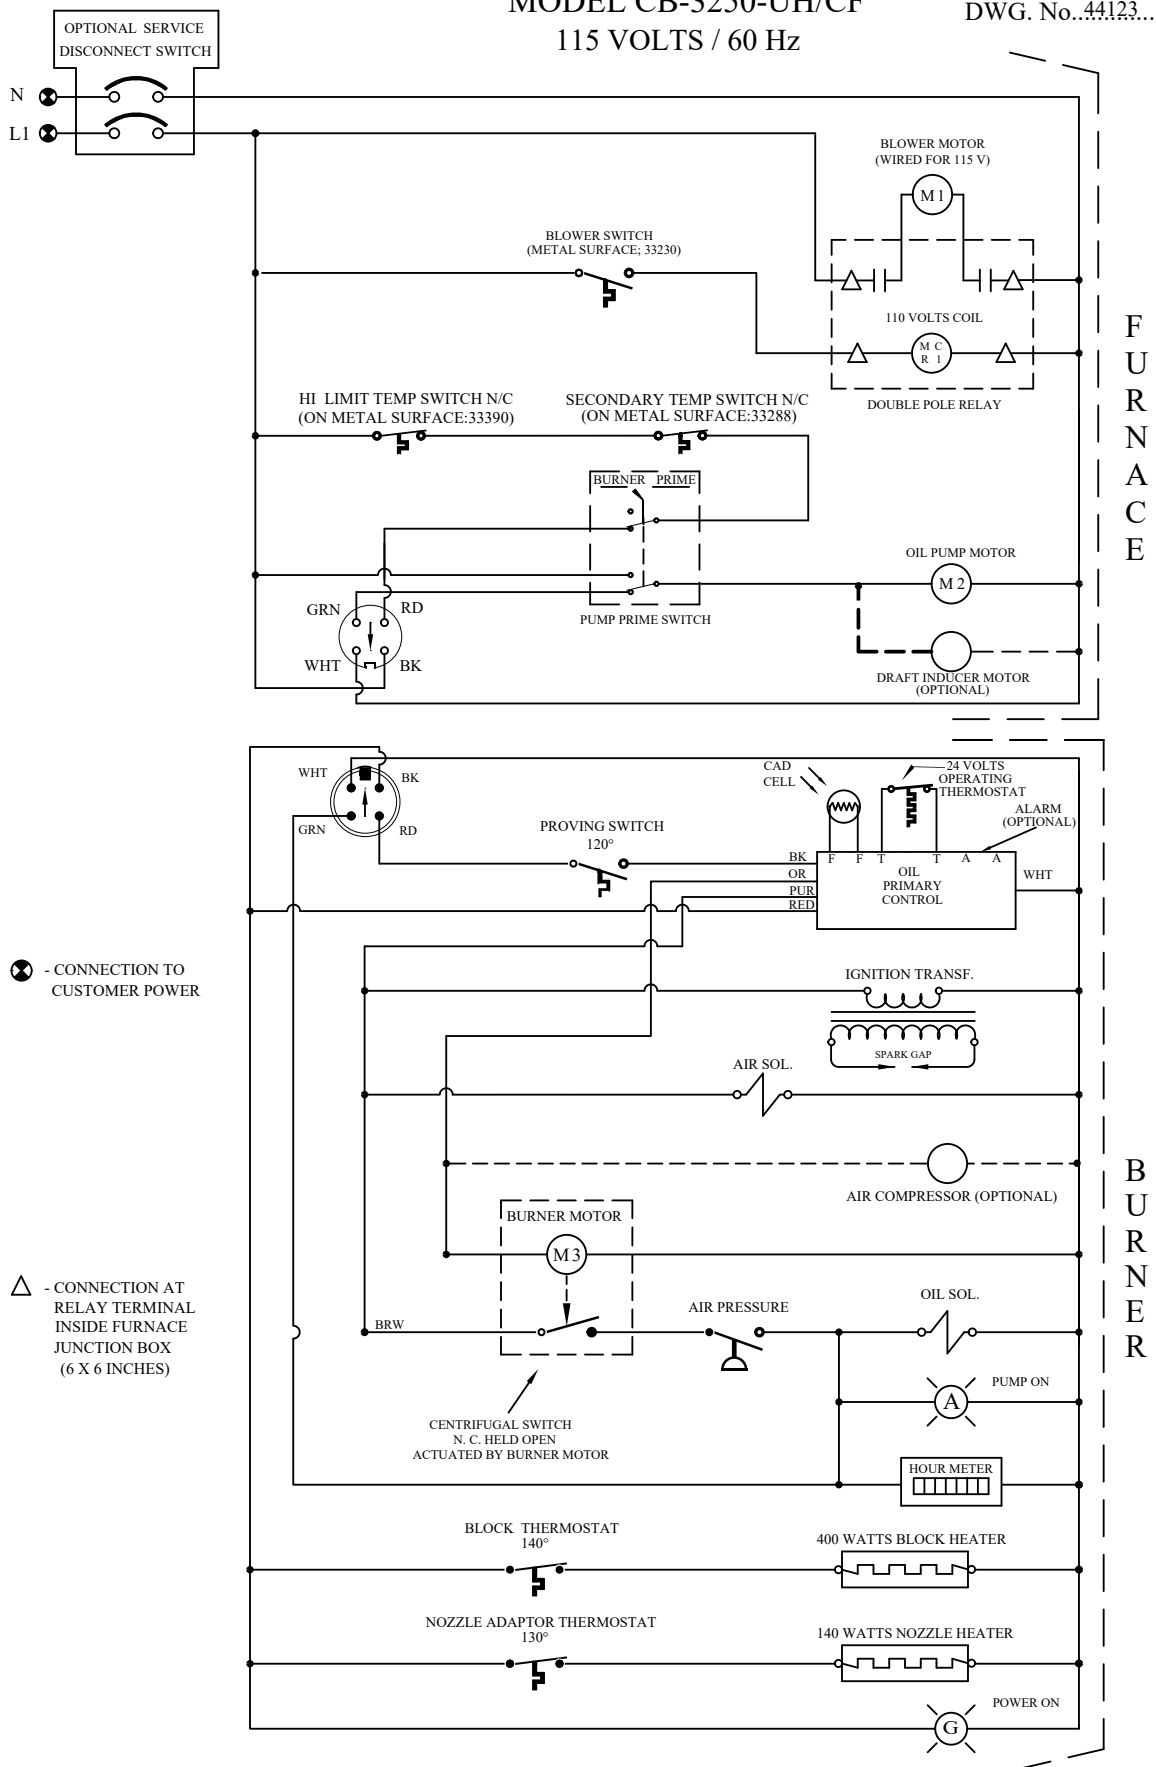 MODEL CB-3250-UH/CF
DWG. No..44123...
115 VOLTS / 60 Hz
OPTIONAL SERVICE
DISCONNECT SWITCH
N
L1
BLOWER MOTOR
(WIRED FOR 115 V)
M 1
BLOWER SWITCH
(METAL SURFACE; 33230)
110 VOLTS COIL
M C
R 1
DOUBLE POLE RELAY
HI LIMIT TEMP SWITCH N/C
(ON METAL SURFACE:33390)
SECONDARY TEMP SWITCH N/C
(ON METAL SURFACE:33288)
BURNER PRIME
PUMP PRIME SWITCH
OIL PUMP MOTOR
M 2
DRAFT INDUCER MOTOR
(OPTIONAL)
GRN
RD
WHT
BK
FURNACE
WHT
BK
GRN
RD
PROVING SWITCH
120°
CAD
CELL
24 VOLTS
OPERATING
THERMOSTAT
ALARM
(OPTIONAL)
BK
OR
PUR
RED
F F T T A A
OIL
PRIMARY
CONTROL
WHT
- CONNECTION TO
CUSTOMER POWER
IGNITION TRANSF.
SPARK GAP
AIR SOL.
AIR COMPRESSOR (OPTIONAL)
BURNER MOTOR
M 3
BRW
AIR PRESSURE
OIL SOL.
- CONNECTION AT
RELAY TERMINAL
INSIDE FURNACE
JUNCTION BOX
(6 X 6 INCHES)
CENTRIFUGAL SWITCH
N. C. HELD OPEN
ACTUATED BY BURNER MOTOR
A
PUMP ON
HOUR METER
BLOCK THERMOSTAT
140°
400 WATTS BLOCK HEATER
NOZZLE ADAPTOR THERMOSTAT
130°
140 WATTS NOZZLE HEATER
G
POWER ON
BURNER